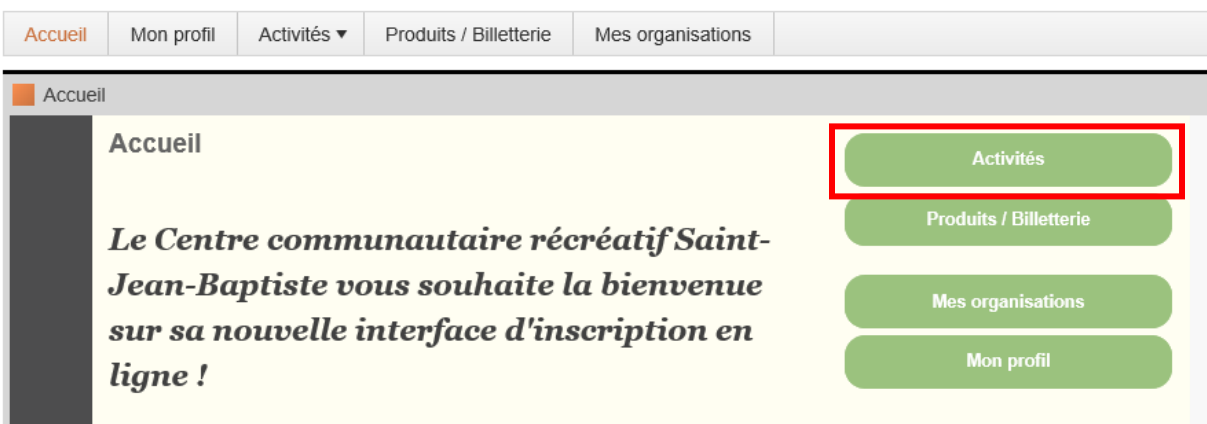 Accueil Mon profil Activités ▼ Produits / Billetterie Mes organisations
Accueil
Accueil
Le Centre communautaire récréatif Saint-
Jean-Baptiste vous souhaite la bienvenue
sur sa nouvelle interface d'inscription en
ligne !
Activités
Produits / Billetterie
Mes organisations
Mon profil